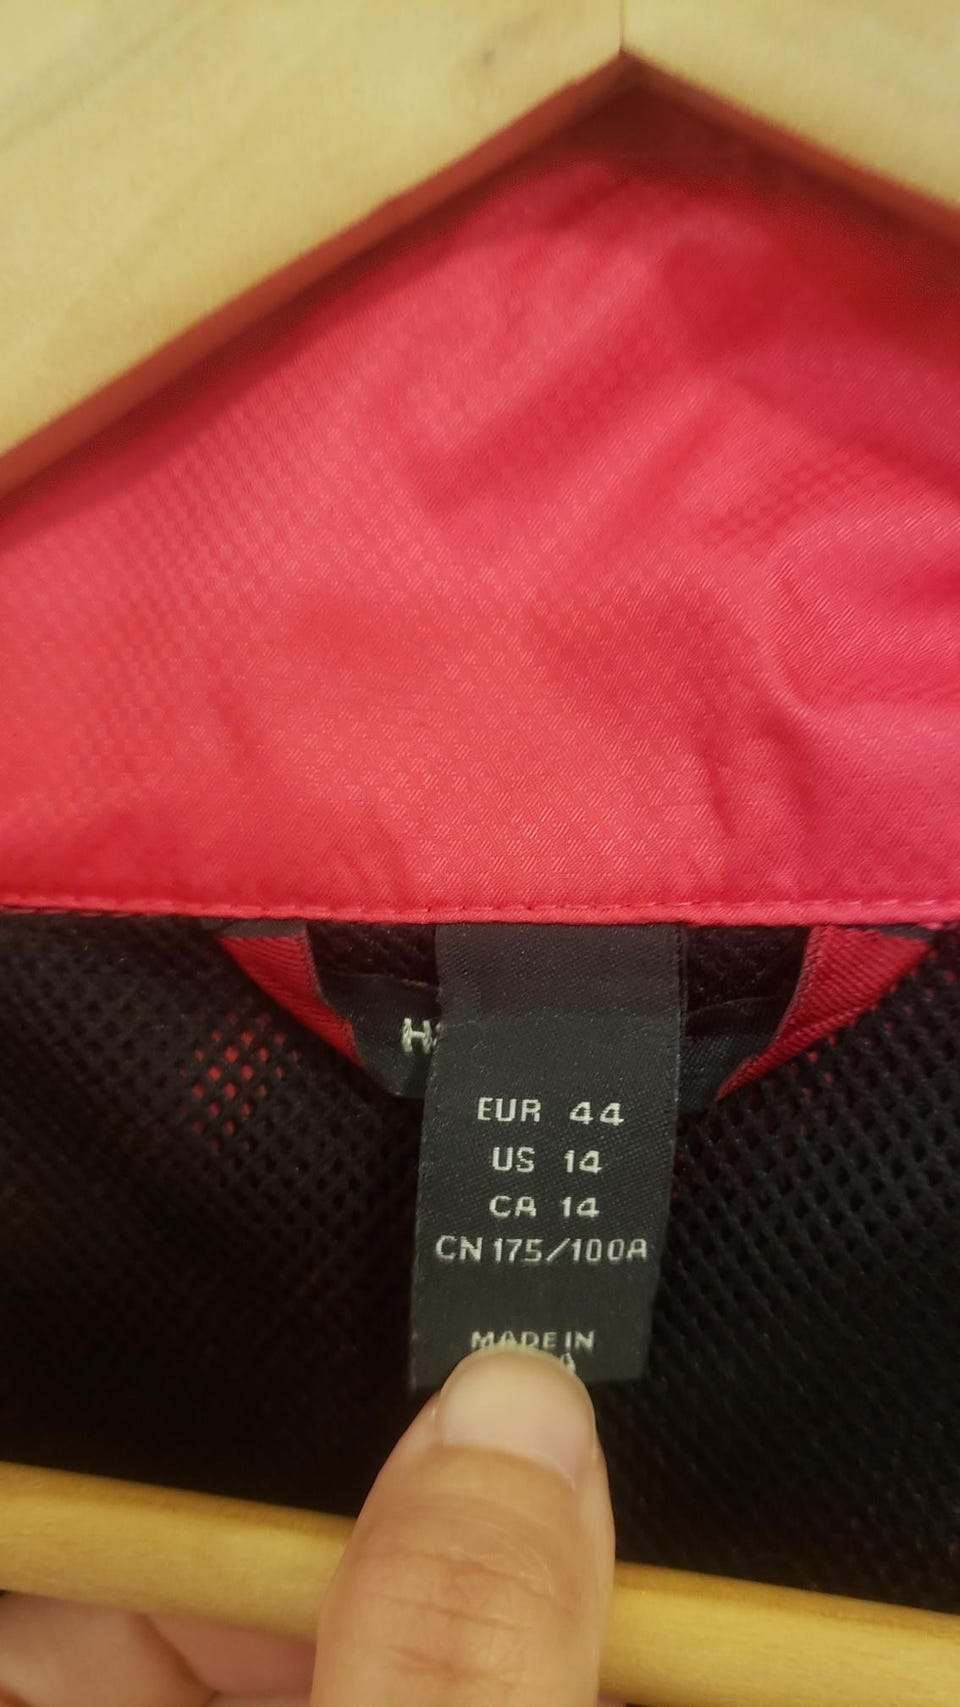 H
EUR 44
US 14
CA 14
CN 175/100A
MADE IN